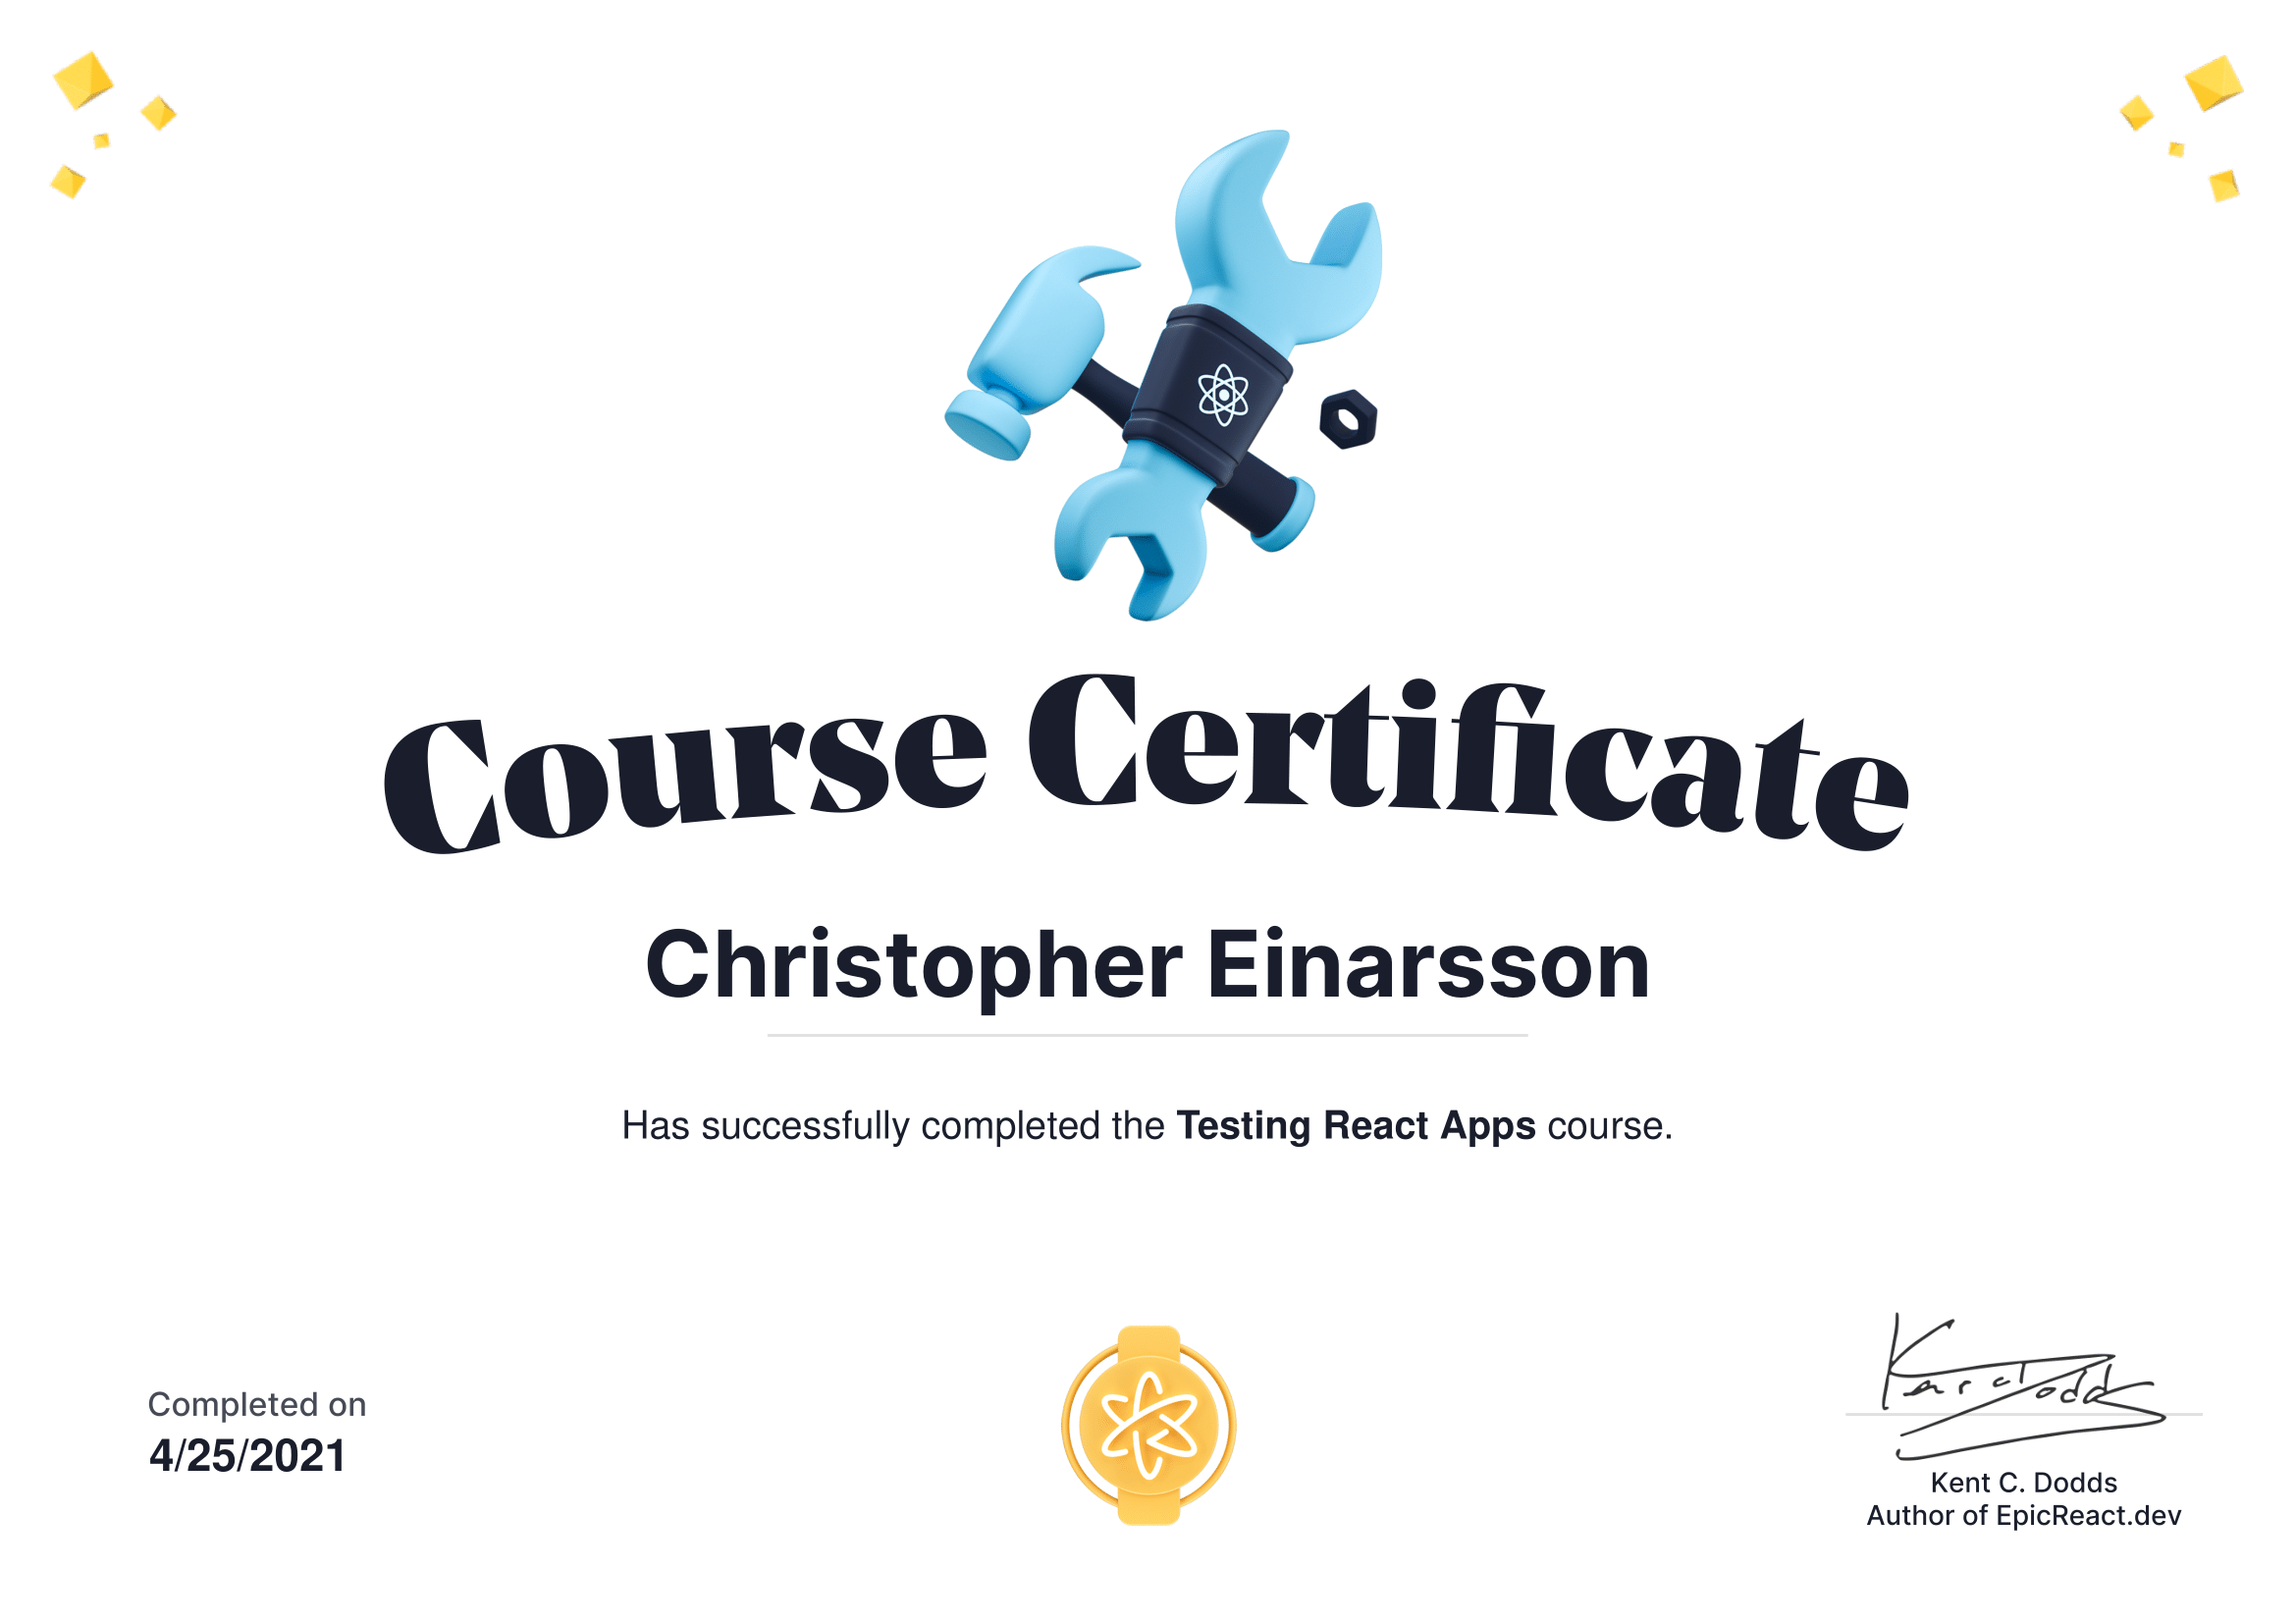 Course Certificate
Christopher Einarsson
Has successfully completed the Testing React Apps course.
Completed on
4/25/2021
Kent C. Dodds
Kent C. Dodds
Author of EpicReact.dev